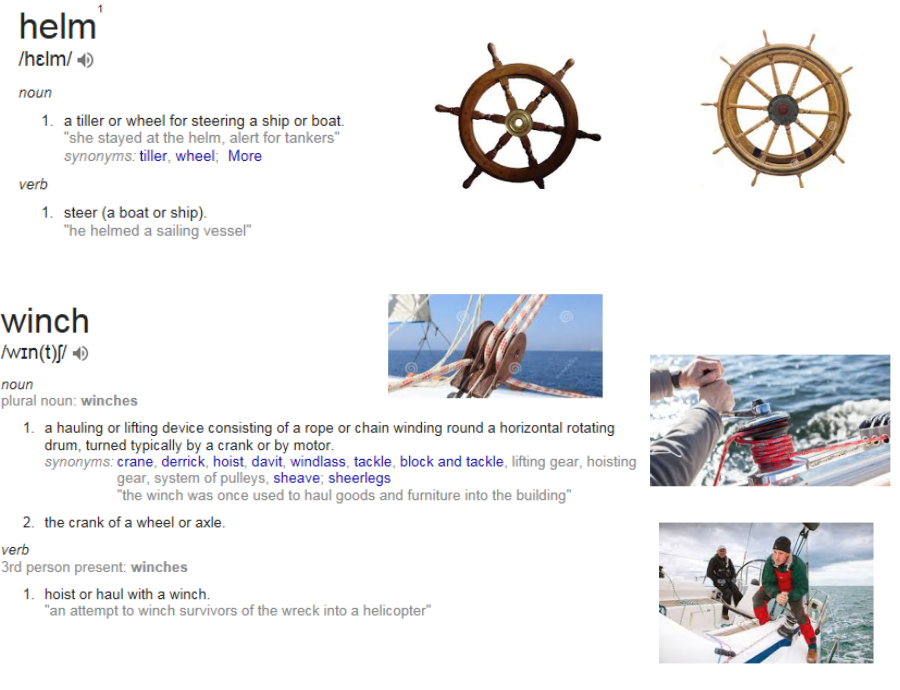 helm¹
/hɛlm/
noun
1. a tiller or wheel for steering a ship or boat.
"she stayed at the helm, alert for tankers"
synonyms: tiller, wheel; More
verb
1. steer (a boat or ship).
"he helmed a sailing vessel"
winch
/wɪn(t)ʃ/
noun
plural noun: winches
1. a hauling or lifting device consisting of a rope or chain winding round a horizontal rotating
drum, turned typically by a crank or by motor.
synonyms: crane, derrick, hoist, davit, windlass, tackle, block and tackle, lifting gear, hoisting
gear, system of pulleys, sheave; sheerlegs
"the winch was once used to haul goods and furniture into the building"
2. the crank of a wheel or axle.
verb
3rd person present: winches
1. hoist or haul with a winch.
"an attempt to winch survivors of the wreck into a helicopter"